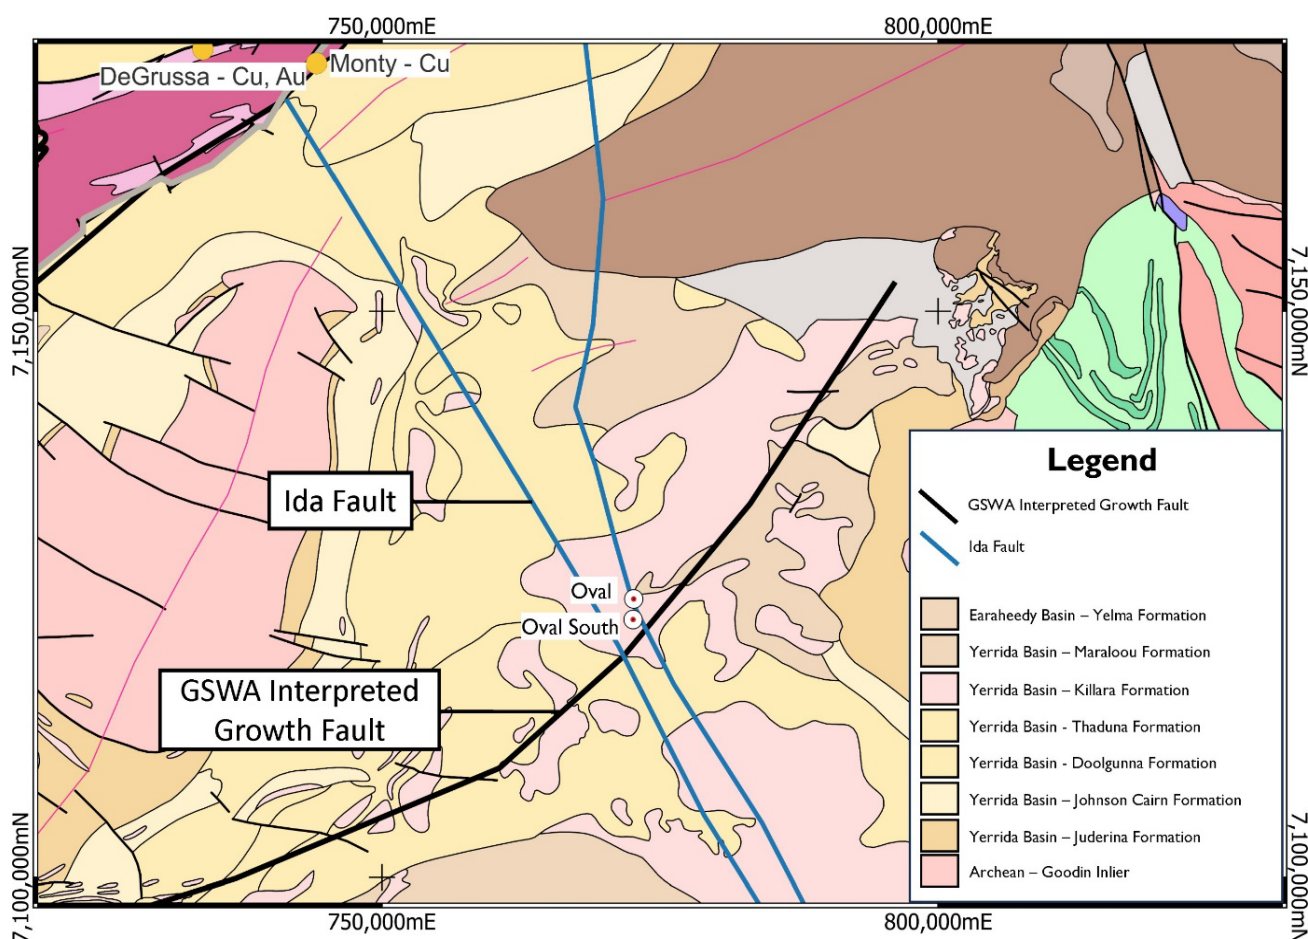 750,000mE
800,000mE
DeGrussa - Cu, Au
Monty - Cu
7,150,000mN
7,150,000mN
Ida Fault
Oval
Oval South
GSWA Interpreted
Growth Fault
Legend
GSWA Interpreted Growth Fault
Ida Fault
Earaheedy Basin – Yelma Formation
Yerrida Basin – Maraloou Formation
Yerrida Basin – Killara Formation
Yerrida Basin - Thaduna Formation
Yerrida Basin - Doolgunna Formation
Yerrida Basin – Johnson Cairn Formation
Yerrida Basin – Juderina Formation
Archean – Goodin Inlier
7,100,000mN
7,100,000mN
750,000mE
800,000mE